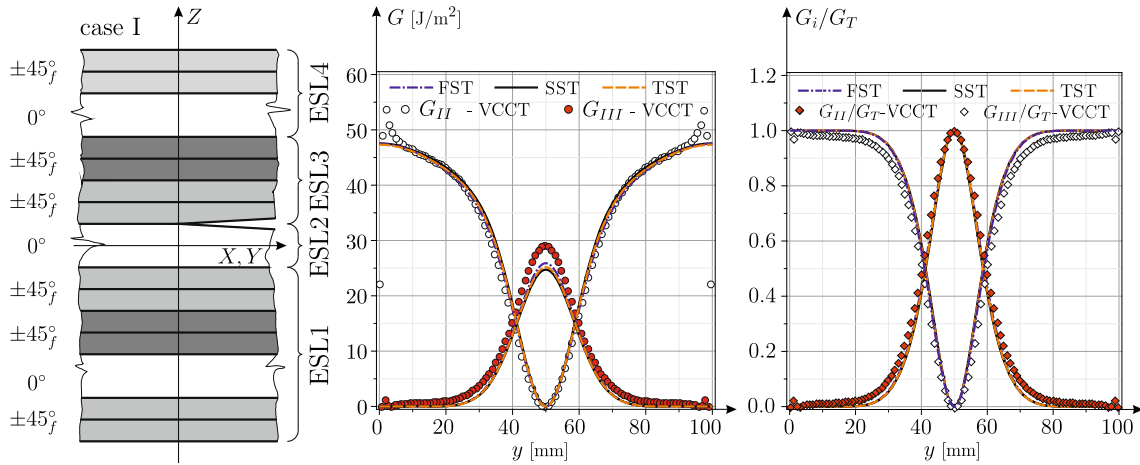 case I
Z
±45°f
0°
±45°f
±45°f
0°
±45°f
±45°f
0°
±45°f
X, Y
ESL4
ESL3
ESL2
ESL1
G [J/m²]
60
50
40
30
20
10
0
FST SST TST
G_II - VCCT G_III - VCCT
0 20 40 60 80 100
y [mm]
G_i/G_T
1.2
1.0
0.8
0.6
0.4
0.2
0.0
FST SST TST
G_II/G_T-VCCT G_III/G_T-VCCT
0 20 40 60 80 100
y [mm]